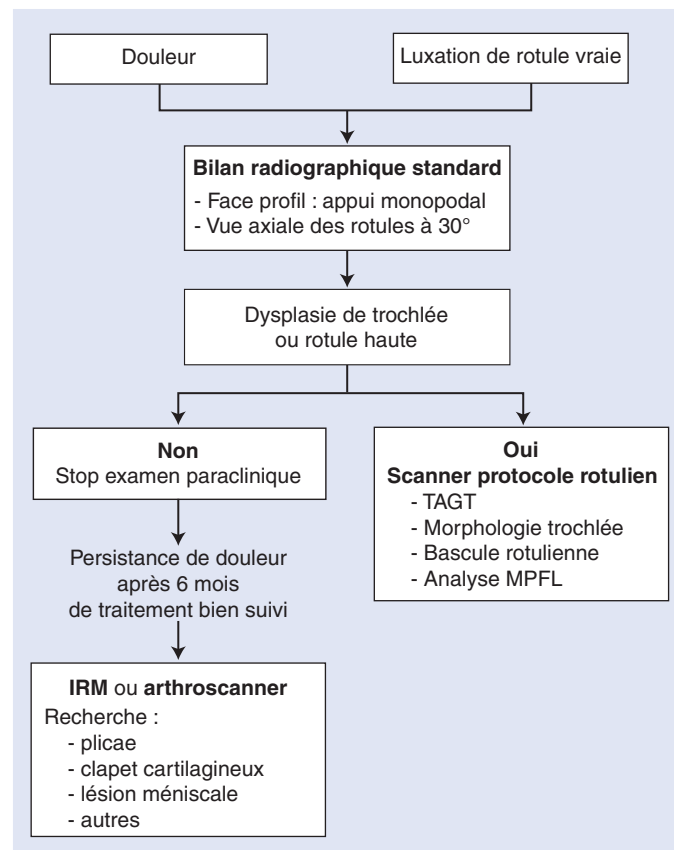 Douleur
Luxation de rotule vraie
Bilan radiographique standard
- Face profil : appui monopodal
- Vue axiale des rotules à 30°
Dysplasie de trochlée
ou rotule haute
Non
Stop examen paraclinique
Oui
Scanner protocole rotulien
- TAGT
- Morphologie trochlée
- Bascule rotulienne
- Analyse MPFL
Persistance de douleur
après 6 mois
de traitement bien suivi
IRM ou arthroscanner
Recherche :
- plicae
- clapet cartilagineux
- lésion méniscale
- autres